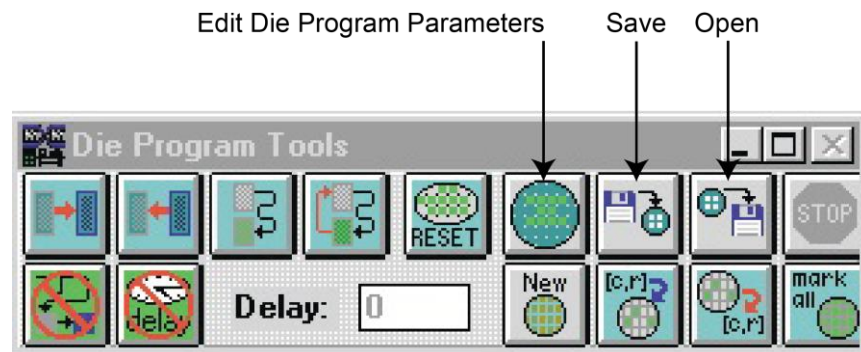 Edit Die Program Parameters Save Open
Die Program Tools
RESET STOP
delay Delay: 0 New [c,r] [c,r] mark all